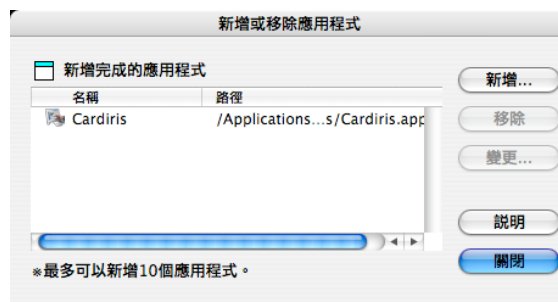 新增或移除應用程式
新增完成的應用程式
名稱 路徑
Cardiris /Applications...s/Cardiris.app
新增...
移除
變更...
説明
關閉
※最多可以新增10個應用程式。